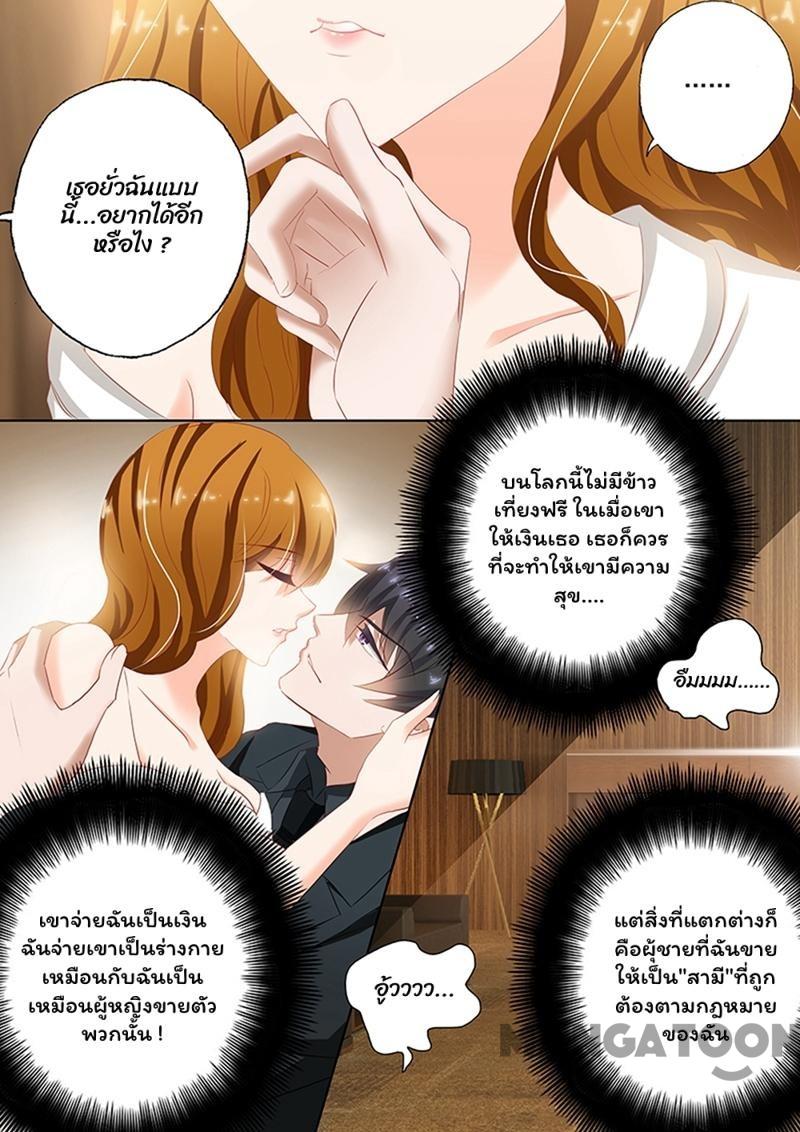 ......
เธอยั่วฉันแบบ
นี้...อยากได้อีก
หรือไง ?
บนโลกนี้ไม่มีข้าว
เที่ยงฟรี ในเมื่อเขา
ให้เงินเธอ เธอก็ควร
ที่จะทำให้เขามีความ
สุข....
อืมมมม......
เขาจ่ายฉันเป็นเงิน
ฉันจ่ายเขาเป็นร่างกาย
เหมือนกับฉันเป็น
เหมือนผู้หญิงขายตัว
พวกนั้น !
อู้วววว...
แต่สิ่งที่แตกต่างก็
คือผุ้ชายที่ฉันขาย
ให้เป็น"สามี"ที่ถูก
ต้องตามกฎหมาย
ของฉัน
MANGATOON